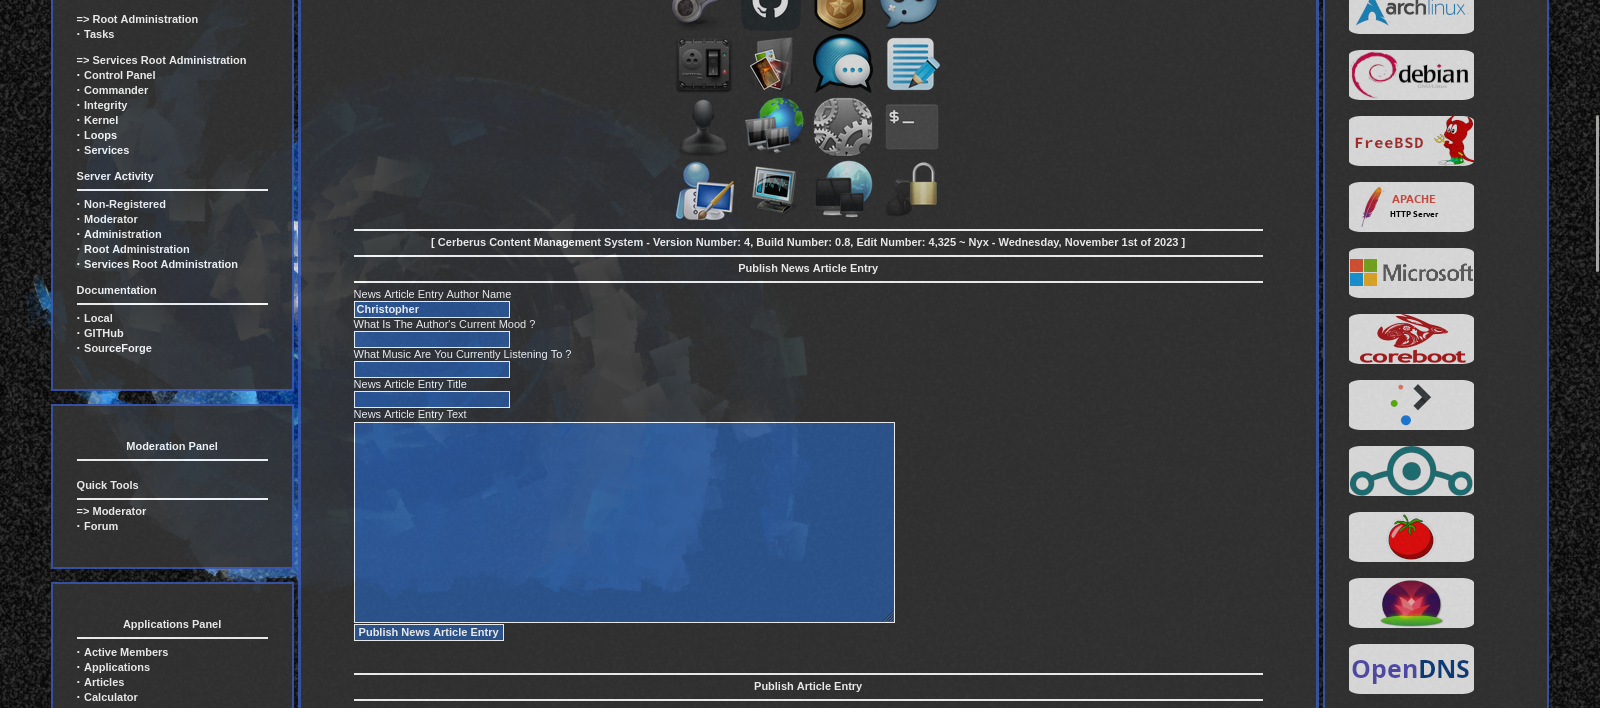 => Root Administration
· Tasks
=> Services Root Administration
· Control Panel
· Commander
· Integrity
· Kernel
· Loops
· Services
Server Activity
· Non-Registered
· Moderator
· Administration
· Root Administration
· Services Root Administration
Documentation
· Local
· GITHub
· SourceForge
Moderation Panel
Quick Tools
=> Moderator
· Forum
Applications Panel
· Active Members
· Applications
· Articles
· Calculator
$_
[ Cerberus Content Management System - Version Number: 4, Build Number: 0.8, Edit Number: 4,325 ~ Nyx - Wednesday, November 1st of 2023 ]
Publish News Article Entry
News Article Entry Author Name
Christopher
What Is The Author's Current Mood ?
What Music Are You Currently Listening To ?
News Article Entry Title
News Article Entry Text
Publish News Article Entry
Publish Article Entry
archlinux
debian
FreeBSD
APACHE
HTTP Server
Microsoft
coreboot
OpenDNS